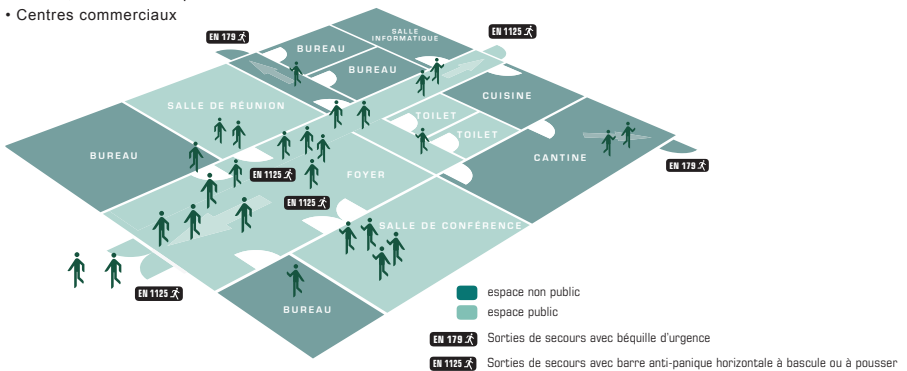 • Centres commerciaux
EN 179
BUREAU
SALLE
INFORMATIQUE
EN 1125
BUREAU
CUISINE
SALLE DE RÉUNION
TOILET
TOILET
BUREAU
CANTINE
EN 179
EN 1125
FOYER
EN 1125
SALLE DE CONFÉRENCE
EN 1125
BUREAU
espace non public
espace public
EN 179 Sorties de secours avec béquille d'urgence
EN 1125 Sorties de secours avec barre anti-panique horizontale à bascule ou à pousser